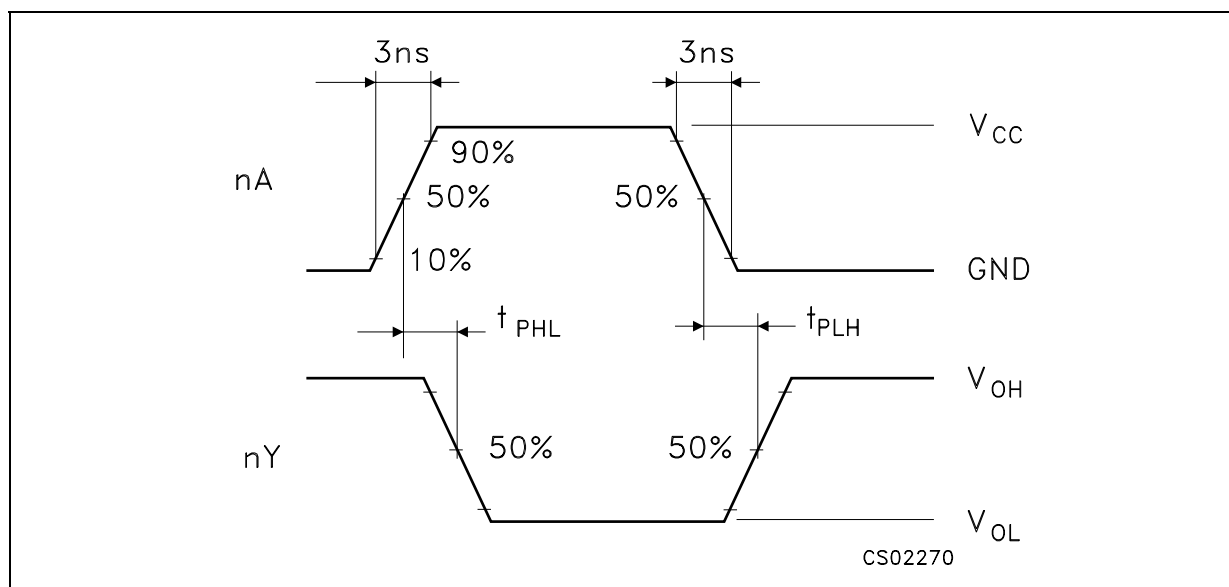 3ns 3ns
V_CC
90%
nA 50% 50%
10% GND
t_PHL t_PLH
V_OH
nY 50% 50%
V_OL
CS02270